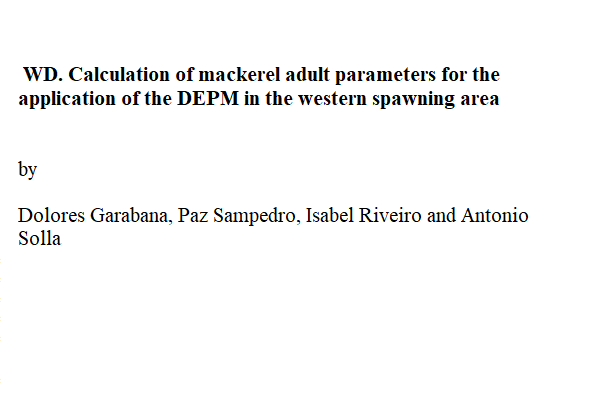 WD. Calculation of mackerel adult parameters for the
application of the DEPM in the western spawning area
by
Dolores Garabana, Paz Sampedro, Isabel Riveiro and Antonio
Solla